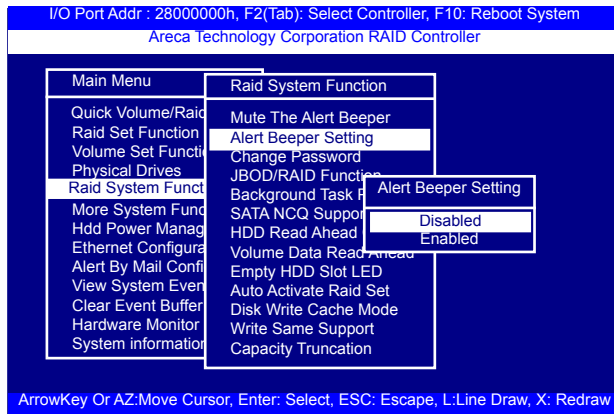 I/O Port Addr : 28000000h, F2(Tab): Select Controller, F10: Reboot System
Areca Technology Corporation RAID Controller
Main Menu
Quick Volume/Raid
Raid Set Function
Volume Set Functi
Physical Drives
Raid System Funct
More System Func
Hdd Power Manag
Ethernet Configura
Alert By Mail Confi
View System Even
Clear Event Buffer
Hardware Monitor
System information
Raid System Function
Mute The Alert Beeper
Alert Beeper Setting
Change Password
JBOD/RAID Function
Background Task P
SATA NCQ Suppor
HDD Read Ahead
Volume Data Read Ahead
Empty HDD Slot LED
Auto Activate Raid Set
Disk Write Cache Mode
Write Same Support
Capacity Truncation
Alert Beeper Setting
Disabled
Enabled
ArrowKey Or AZ:Move Cursor, Enter: Select, ESC: Escape, L:Line Draw, X: Redraw